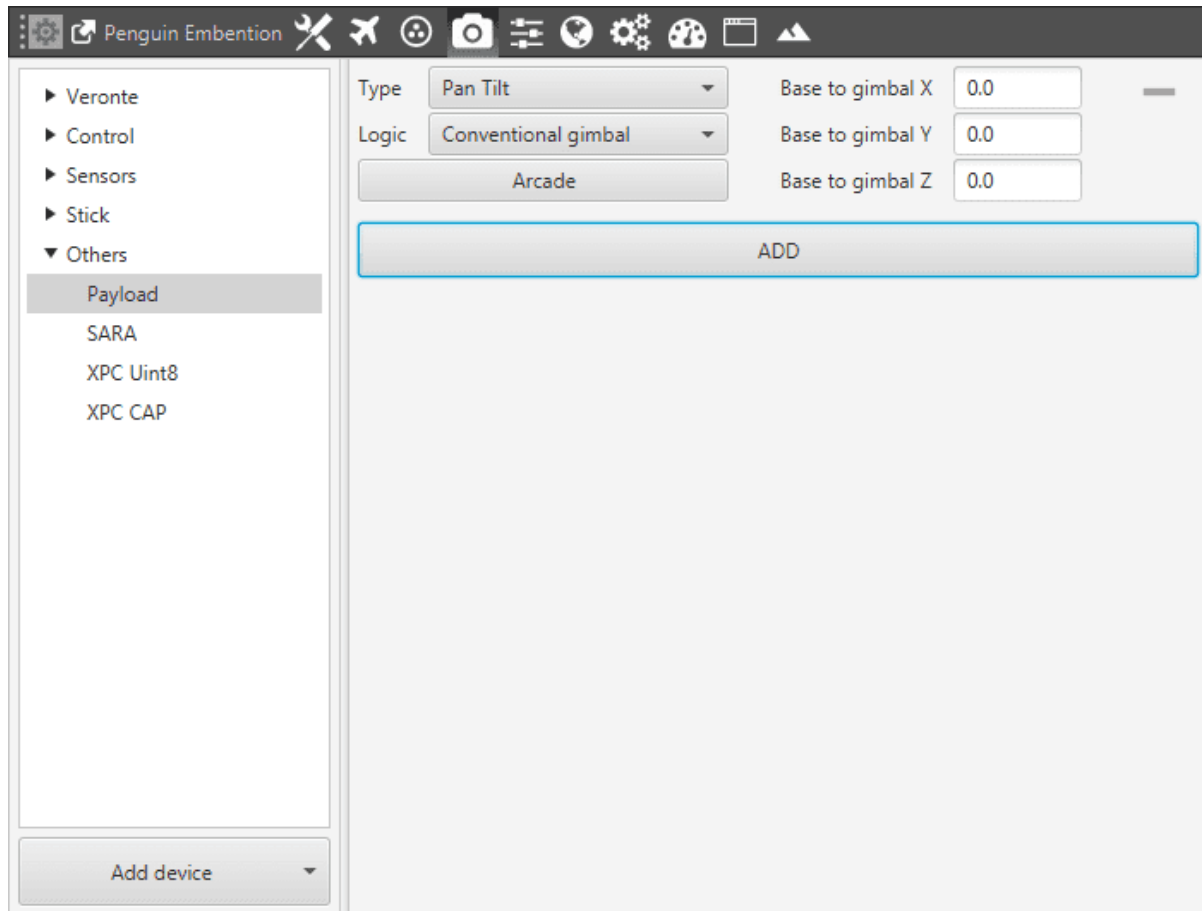 Penguin Embention
Veronte
Control
Sensors
Stick
Others
Payload
SARA
XPC Uint8
XPC CAP
Add device
Type Pan Tilt Base to gimbal X 0.0
Logic Conventional gimbal Base to gimbal Y 0.0
Arcade Base to gimbal Z 0.0
ADD